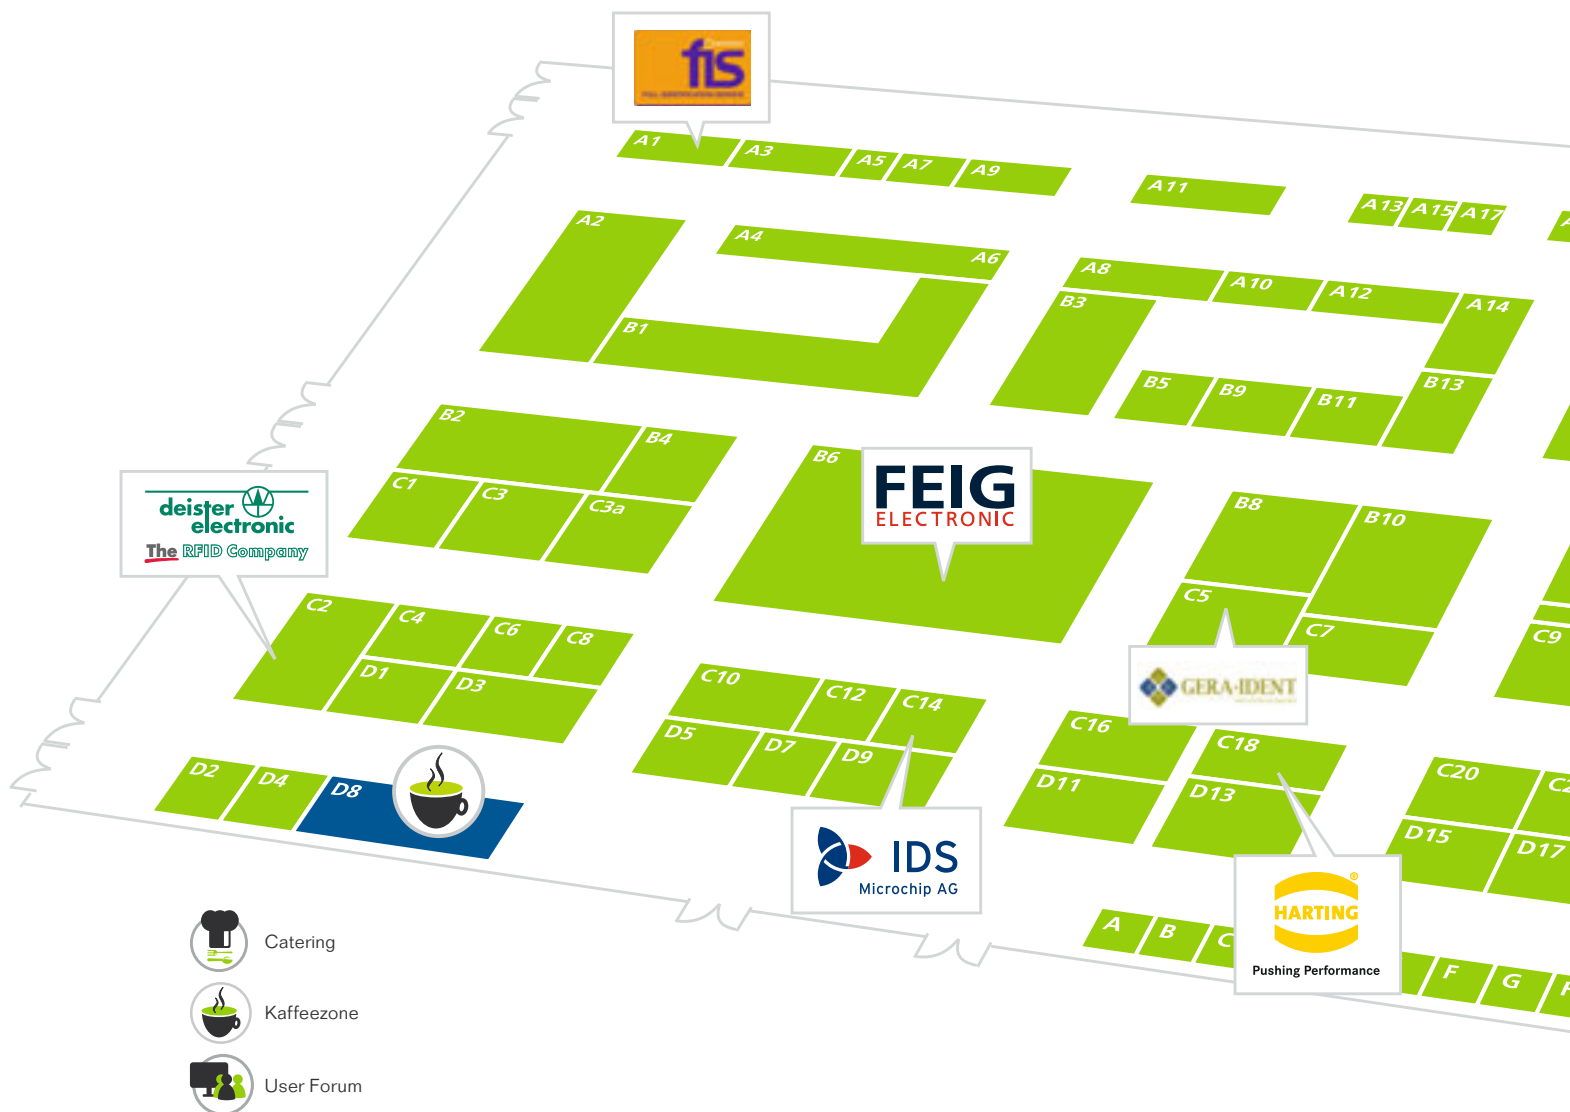 fis
A1
A3
A5
A7
A9
A11
A13
A15
A17
A2
A4
A6
A8
A10
A12
A14
B1
B3
B5
B9
B11
B13
B2
B4
B6
FEIG
ELECTRONIC
B8
B10
C1
C3
C3a
deister
electronic
The RFID Company
C2
C4
C6
C8
C5
C7
C9
GERA-IDENT
D1
D3
C10
C12
C14
C16
C18
C20
D5
D7
D9
D11
D13
D15
D17
D2
D4
D8
IDS
Microchip AG
HARTING
®
Pushing Performance
A
B
C
F
G
Catering
Kaffeezone
User Forum